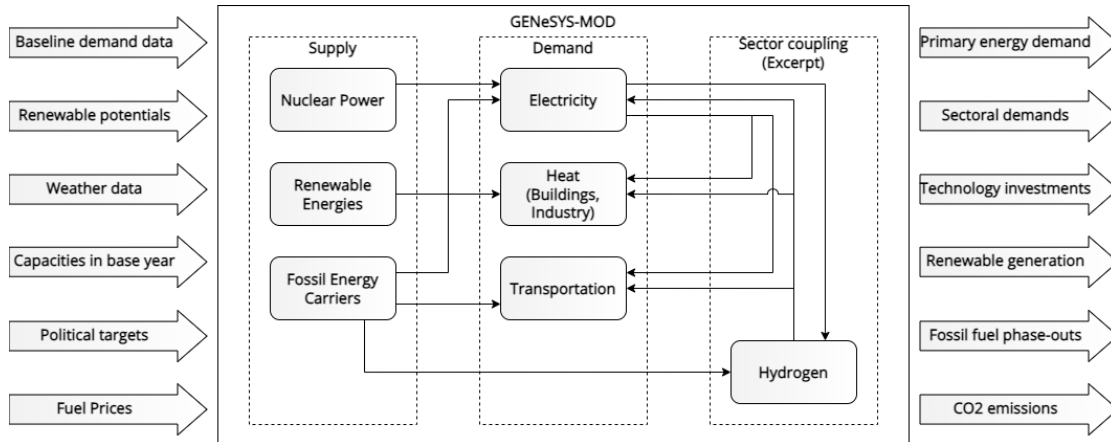 GENeSYS-MOD
Baseline demand data
Renewable potentials
Weather data
Capacities in base year
Political targets
Fuel Prices
Supply
Nuclear Power
Renewable
Energies
Fossil Energy
Carriers
Demand
Electricity
Heat
(Buildings,
Industry)
Transportation
Sector coupling
(Excerpt)
Hydrogen
Primary energy demand
Sectoral demands
Technology investments
Renewable generation
Fossil fuel phase-outs
CO2 emissions